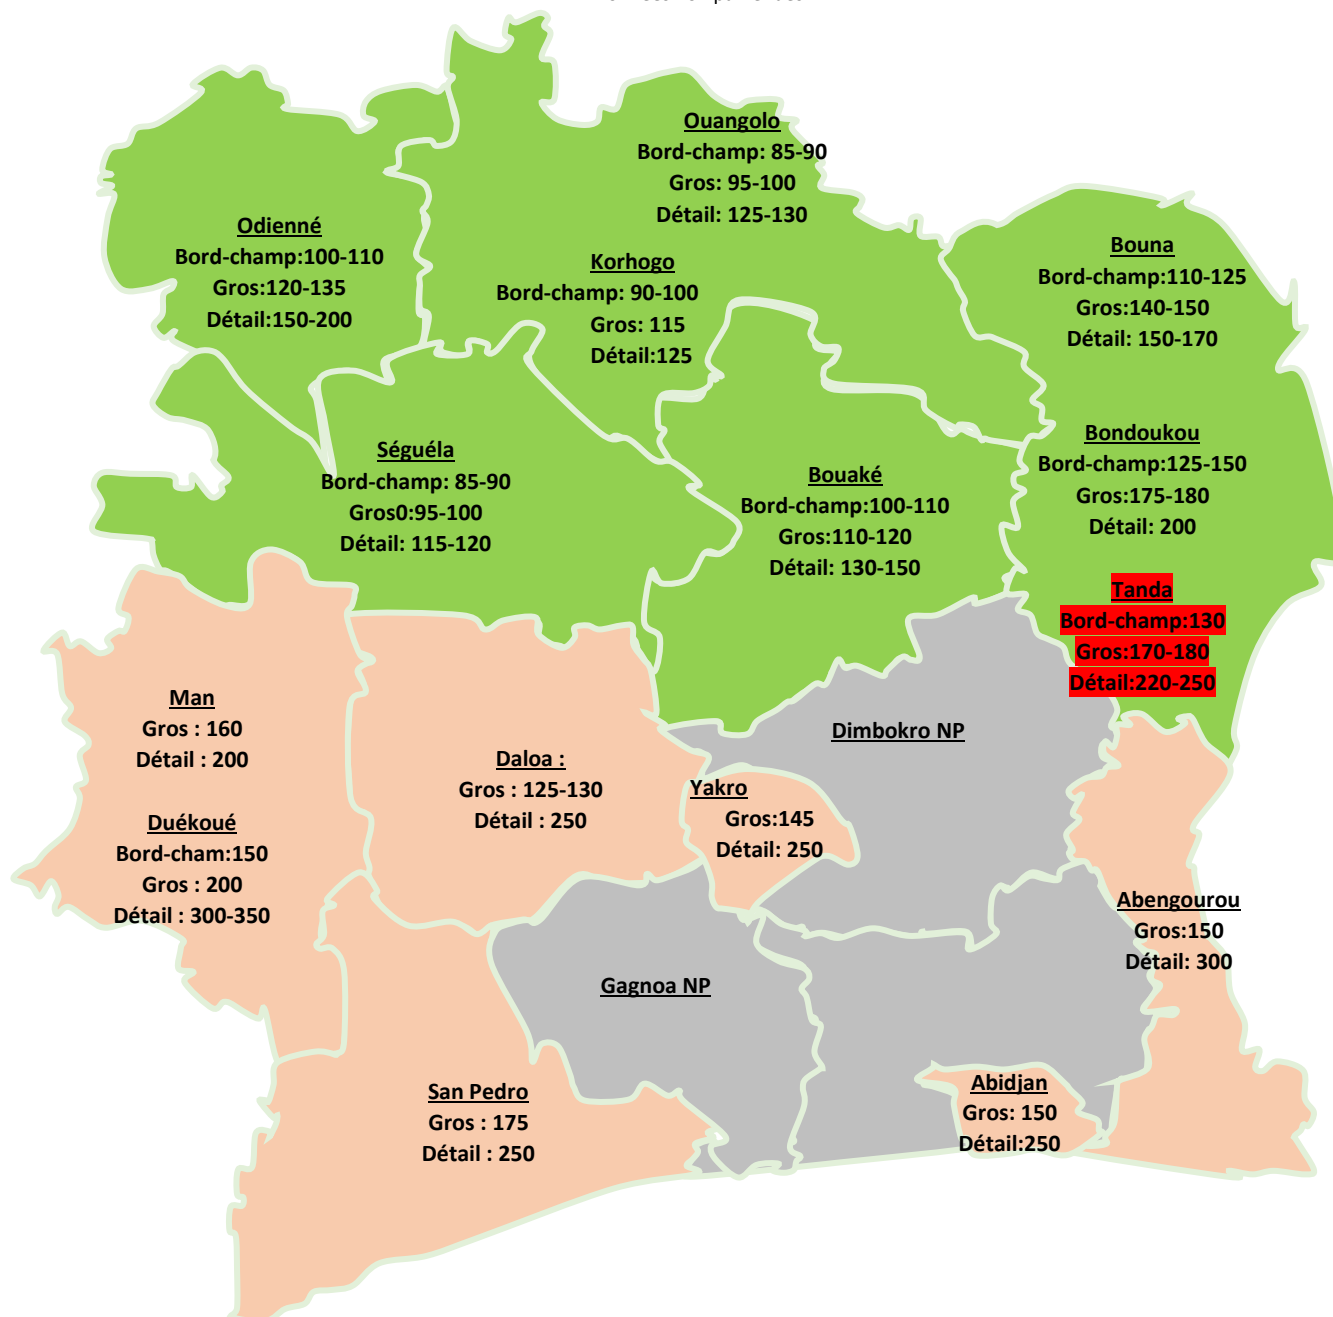 Ouangolo
Bord-champ: 85-90
Gros: 95-100
Détail: 125-130
Odienné
Bord-champ:100-110
Gros:120-135
Détail:150-200
Korhogo
Bord-champ: 90-100
Gros: 115
Détail:125
Bouna
Bord-champ:110-125
Gros:140-150
Détail: 150-170
Séguéla
Bord-champ: 85-90
Gros0:95-100
Détail: 115-120
Bouaké
Bord-champ:100-110
Gros:110-120
Détail: 130-150
Bondoukou
Bord-champ:125-150
Gros:175-180
Détail: 200
Tanda
Bord-champ:130
Gros:170-180
Détail:220-250
Man
Gros : 160
Détail : 200
Duékoué
Bord-cham:150
Gros : 200
Détail : 300-350
Daloa :
Gros : 125-130
Détail : 250
Yakro
Gros:145
Détail: 250
Dimbokro NP
Abengourou
Gros:150
Détail: 300
Gagnoa NP
San Pedro
Gros : 175
Détail : 250
Abidjan
Gros: 150
Détail:250